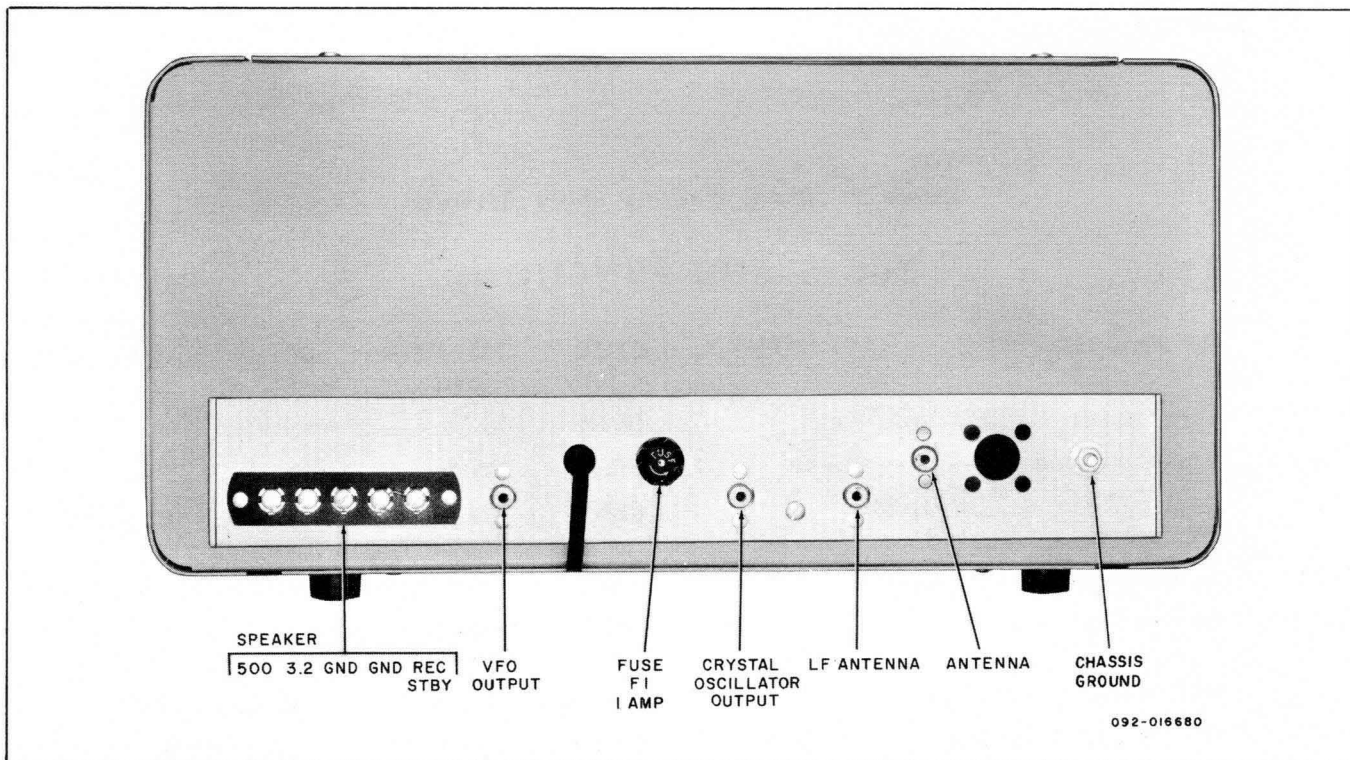 FUSE
SPEAKER
500 3.2 GND GND REC
STBY
VFO
OUTPUT
FUSE
F1
1 AMP
CRYSTAL
OSCILLATOR
OUTPUT
LF ANTENNA
ANTENNA
CHASSIS
GROUND
092-016680